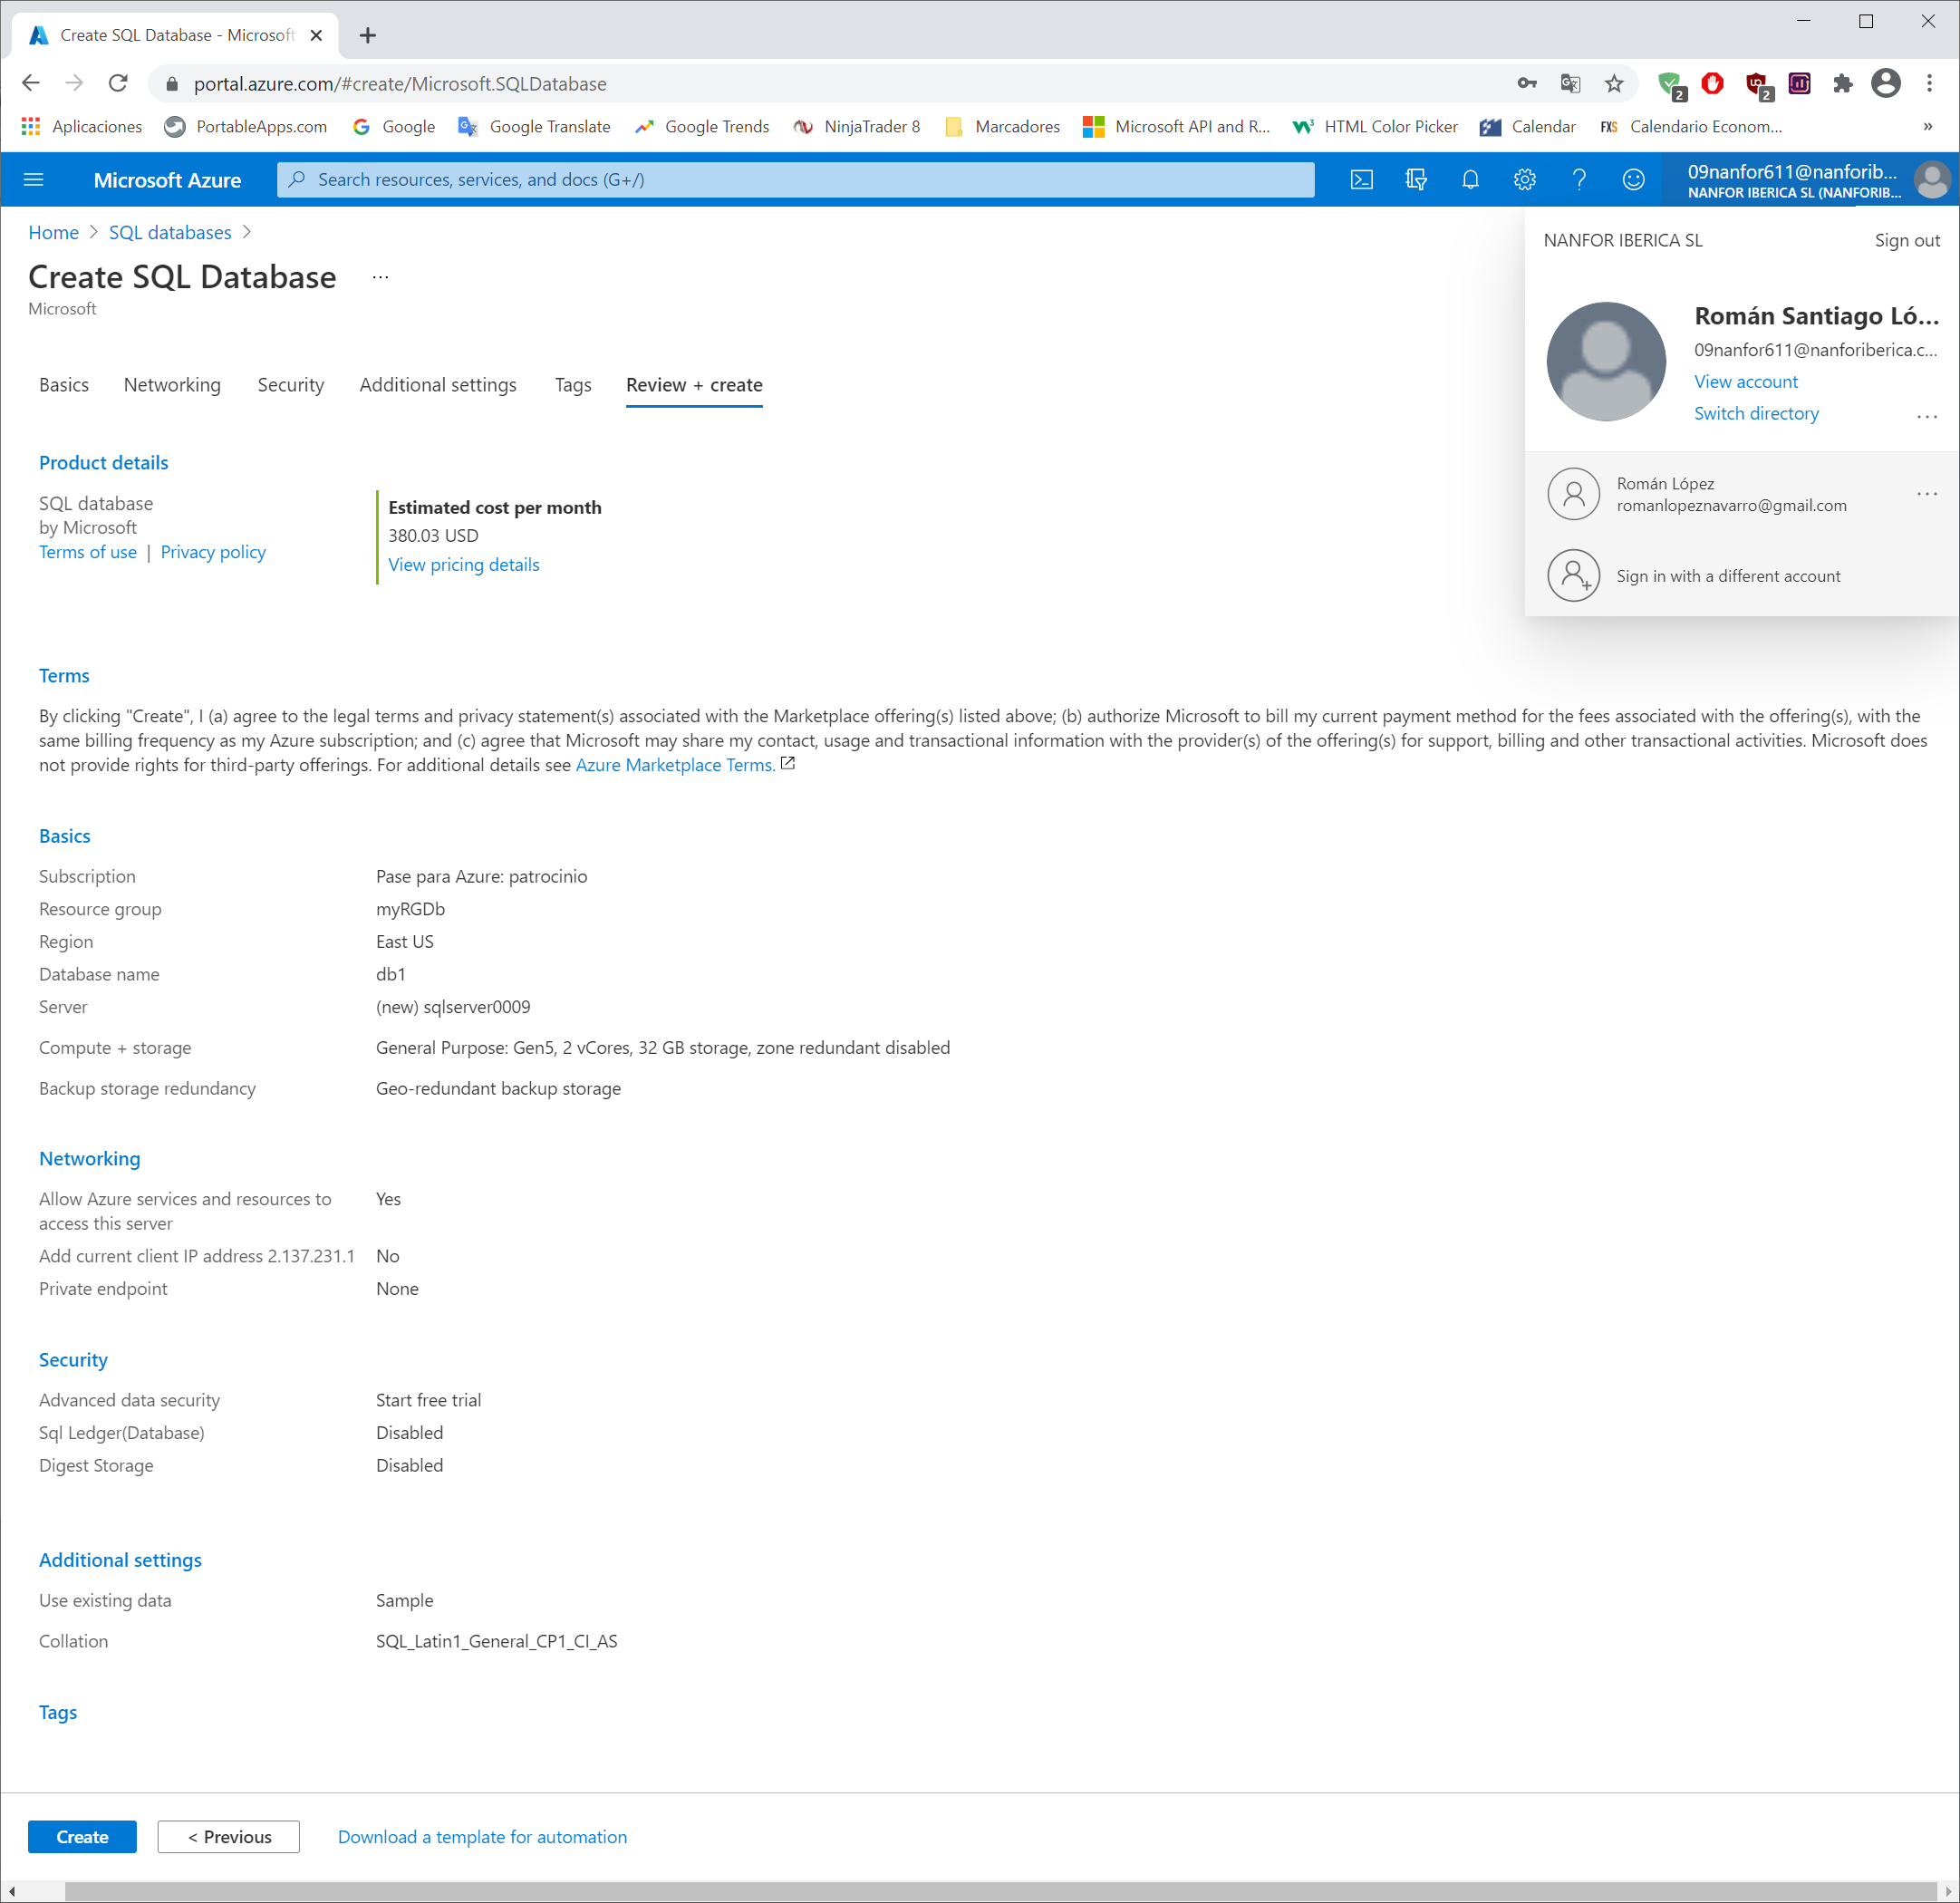 Create SQL Database - Microsoft
portal.azure.com/#create/Microsoft.SQLDatabase
2
2
Aplicaciones
PortableApps.com
Google
Google Translate
Google Trends
NinjaTrader 8
Marcadores
Microsoft API and R...
HTML Color Picker
Calendar
FXS
Calendario Econom...
»
Microsoft Azure
Search resources, services, and docs (G+/)
09nanfor611@nanforib...
NANFOR IBERICA SL (NANFORIB...
Home > SQL databases >
NANFOR IBERICA SL
Sign out
Create SQL Database ...
Microsoft
Román Santiago Ló...
09nanfor611@nanforiberica.c...
View account
Switch directory
...
Román López
romanlopeznavarro@gmail.com
...
Sign in with a different account
Basics
Networking
Security
Additional settings
Tags
Review + create
Product details
SQL database
by Microsoft
Terms of use | Privacy policy
Estimated cost per month
380.03 USD
View pricing details
Terms
By clicking "Create", I (a) agree to the legal terms and privacy statement(s) associated with the Marketplace offering(s) listed above; (b) authorize Microsoft to bill my current payment method for the fees associated with the offering(s), with the
same billing frequency as my Azure subscription; and (c) agree that Microsoft may share my contact, usage and transactional information with the provider(s) of the offering(s) for support, billing and other transactional activities. Microsoft does
not provide rights for third-party offerings. For additional details see Azure Marketplace Terms.
Basics
Subscription Pase para Azure: patrocinio
Resource group myRGDb
Region East US
Database name db1
Server (new) sqlserver0009
Compute + storage General Purpose: Gen5, 2 vCores, 32 GB storage, zone redundant disabled
Backup storage redundancy Geo-redundant backup storage
Networking
Allow Azure services and resources to Yes
access this server
Add current client IP address 2.137.231.1 No
Private endpoint None
Security
Advanced data security Start free trial
Sql Ledger(Database) Disabled
Digest Storage Disabled
Additional settings
Use existing data Sample
Collation SQL_Latin1_General_CP1_CI_AS
Tags
Create
< Previous
Download a template for automation